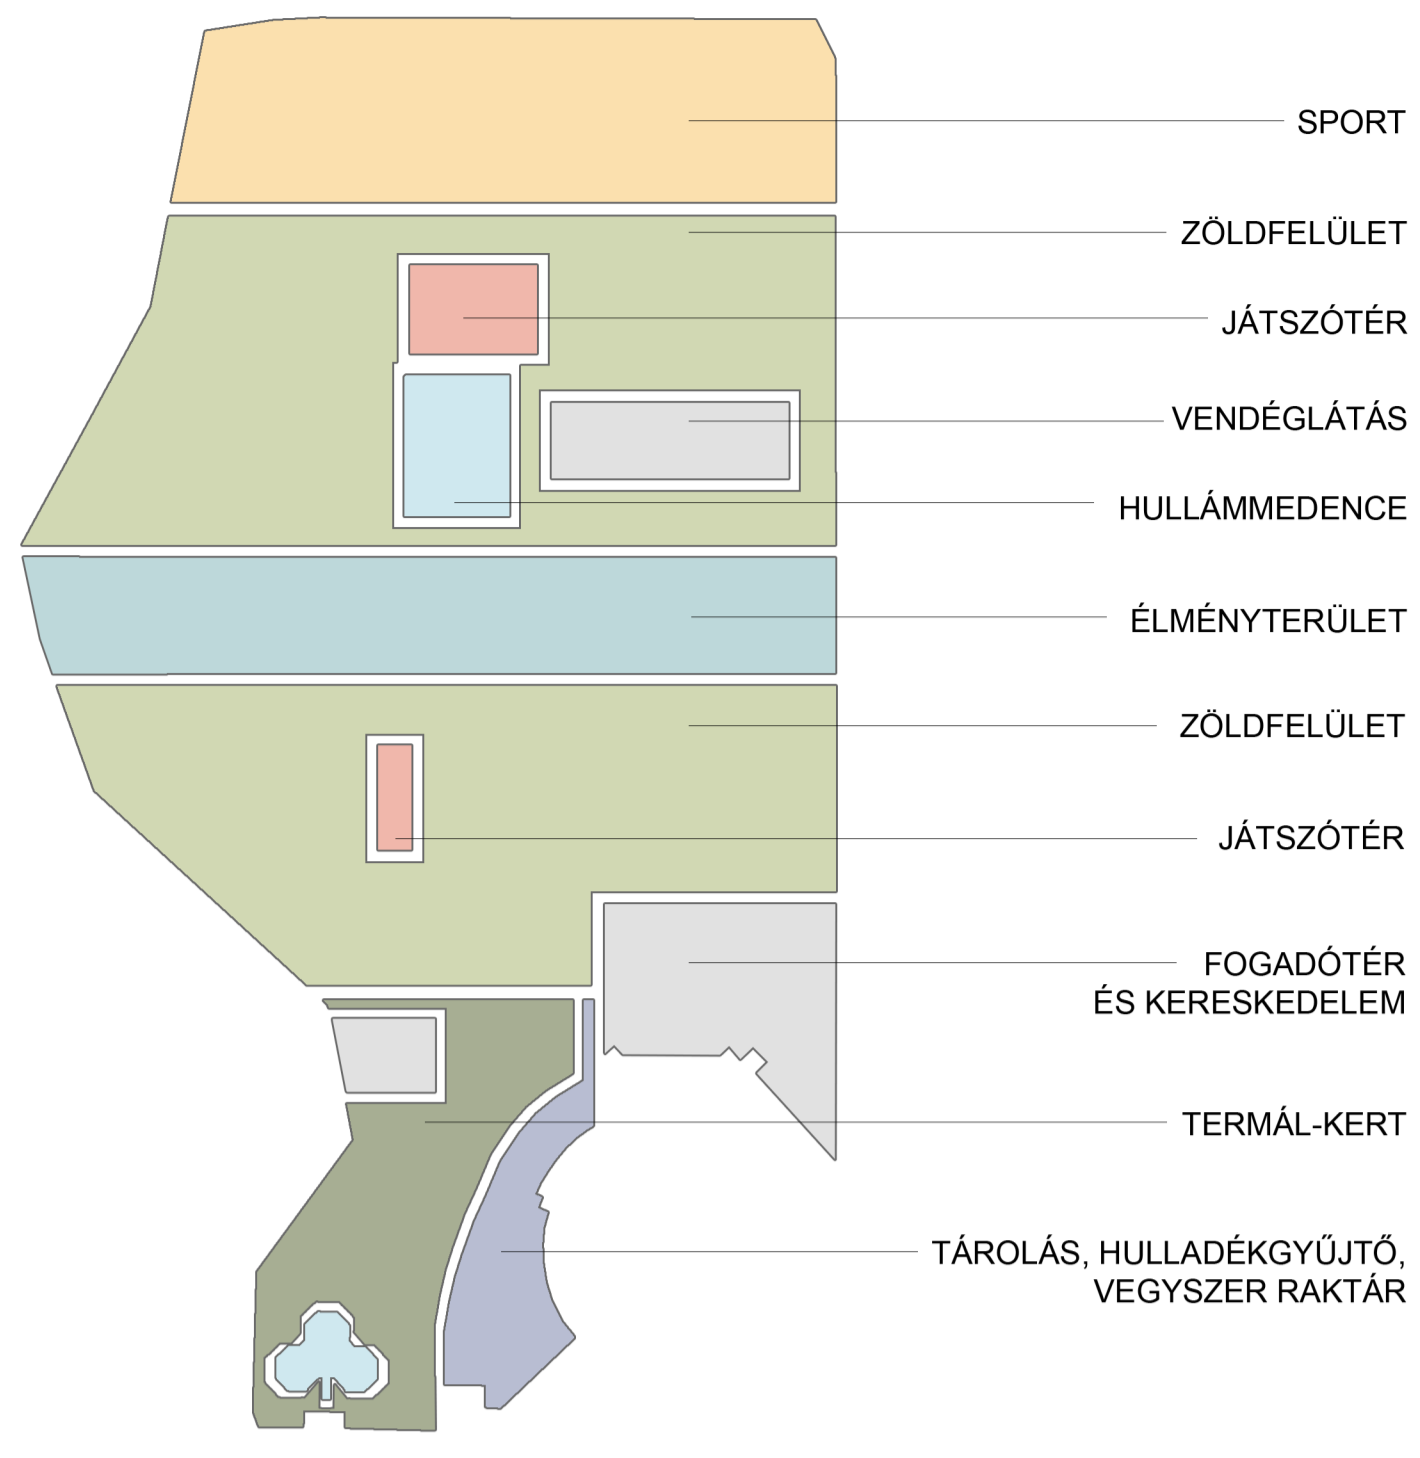 SPORT
ZÖLDFELÜLET
JÁTSZÓTÉR
VENDÉGLÁTÁS
HULLÁMMEDENCE
ÉLMÉNYTERÜLET
ZÖLDFELÜLET
JÁTSZÓTÉR
FOGADÓTÉR
ÉS KERESKEDELEM
TERMÁL-KERT
TÁROLÁS, HULLADÉKGYŰJTŐ,
VEGYSZER RAKTÁR